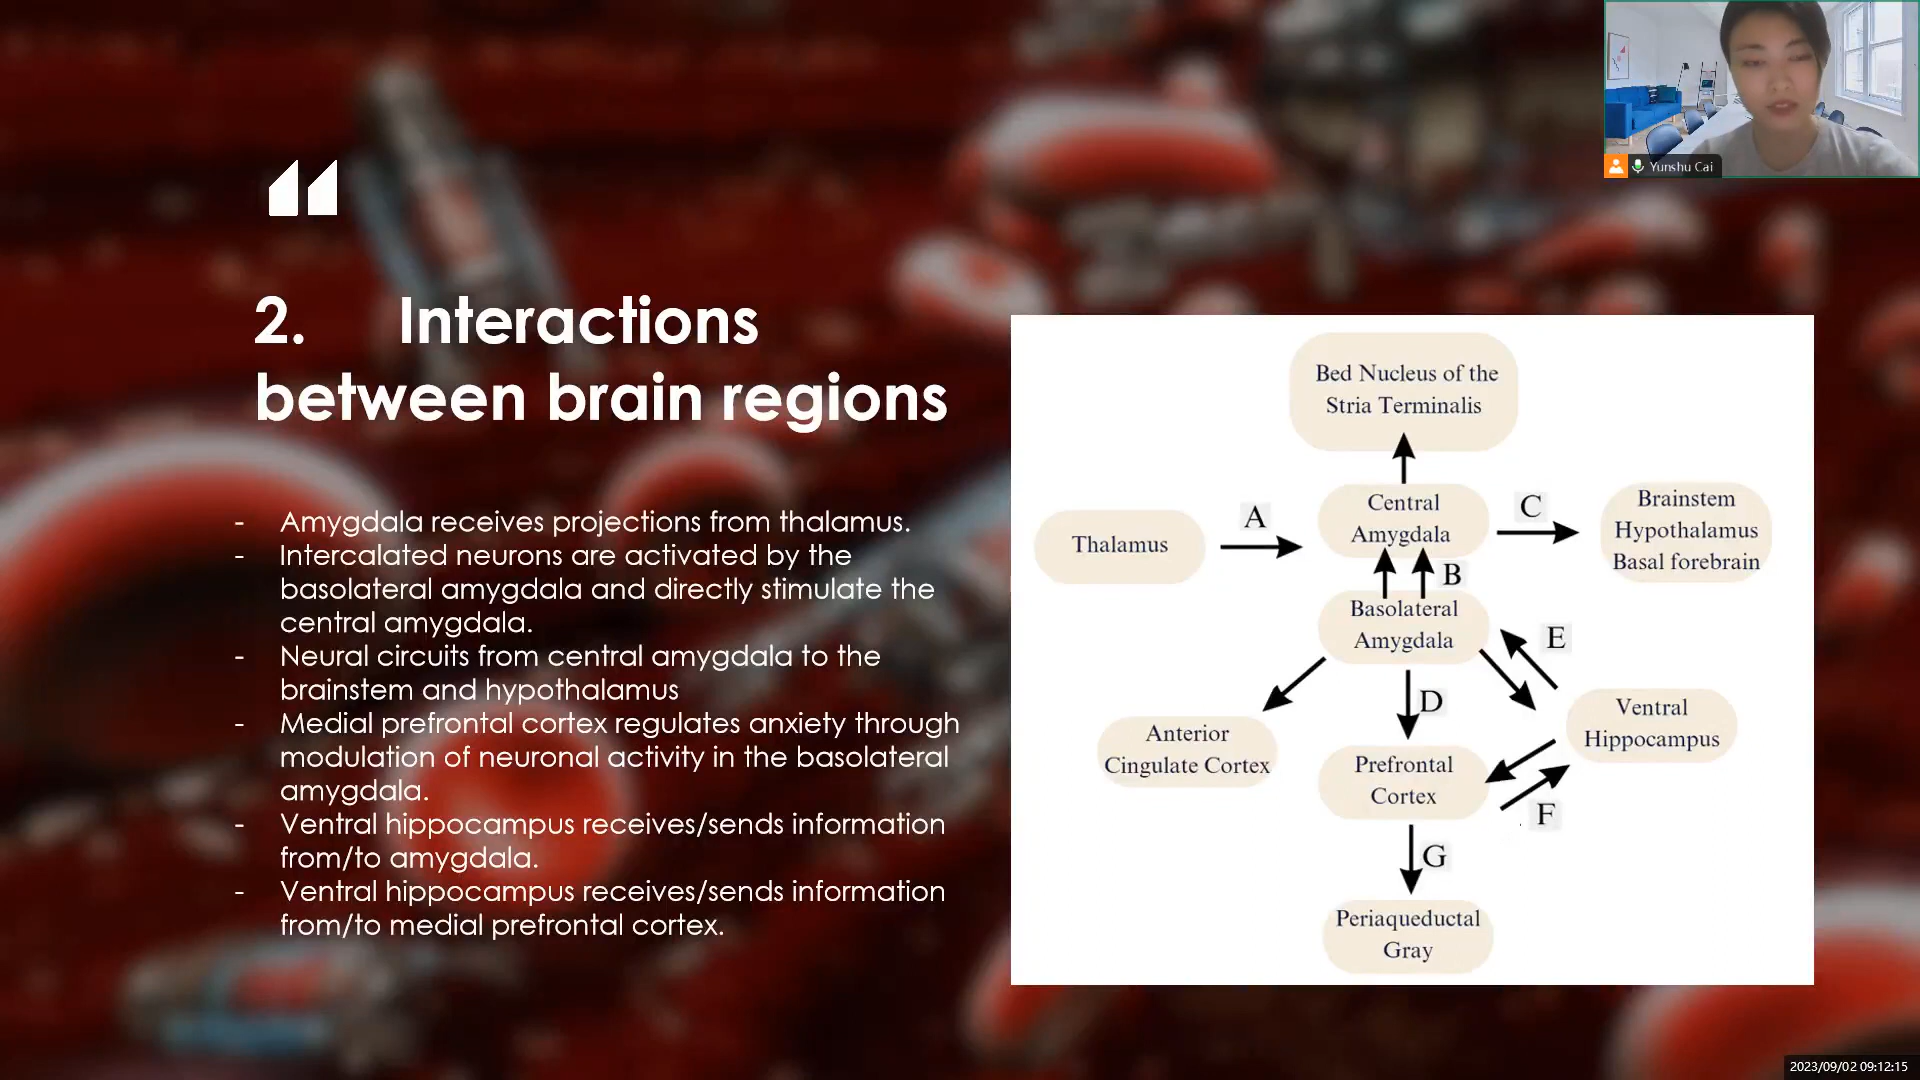 Yunshu Cai
2. Interactions
between brain regions
- Amygdala receives projections from thalamus.
- Intercalated neurons are activated by the
basolateral amygdala and directly stimulate the
central amygdala.
- Neural circuits from central amygdala to the
brainstem and hypothalamus
- Medial prefrontal cortex regulates anxiety through
modulation of neuronal activity in the basolateral
amygdala.
- Ventral hippocampus receives/sends information
from/to amygdala.
- Ventral hippocampus receives/sends information
from/to medial prefrontal cortex.
Bed Nucleus of the
Stria Terminalis
Thalamus
A
Central
Amygdala
C
Brainstem
Hypothalamus
Basal forebrain
B
Basolateral
Amygdala
E
D
Ventral
Hippocampus
Anterior
Cingulate Cortex
Prefrontal
Cortex
F
G
Periaqueductal
Gray
2023/09/02 09:12:15